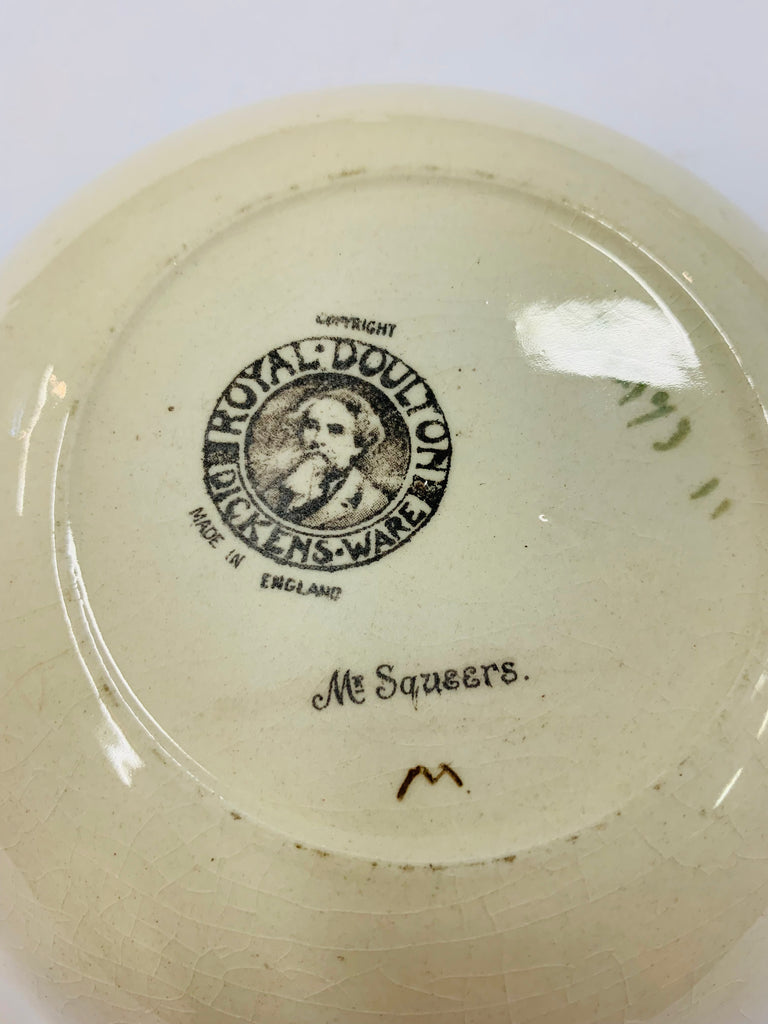 COPYRIGHT
ROYAL · DOULTON
DICKENS · WARE
MADE IN ENGLAND
Mr Squeers.
M